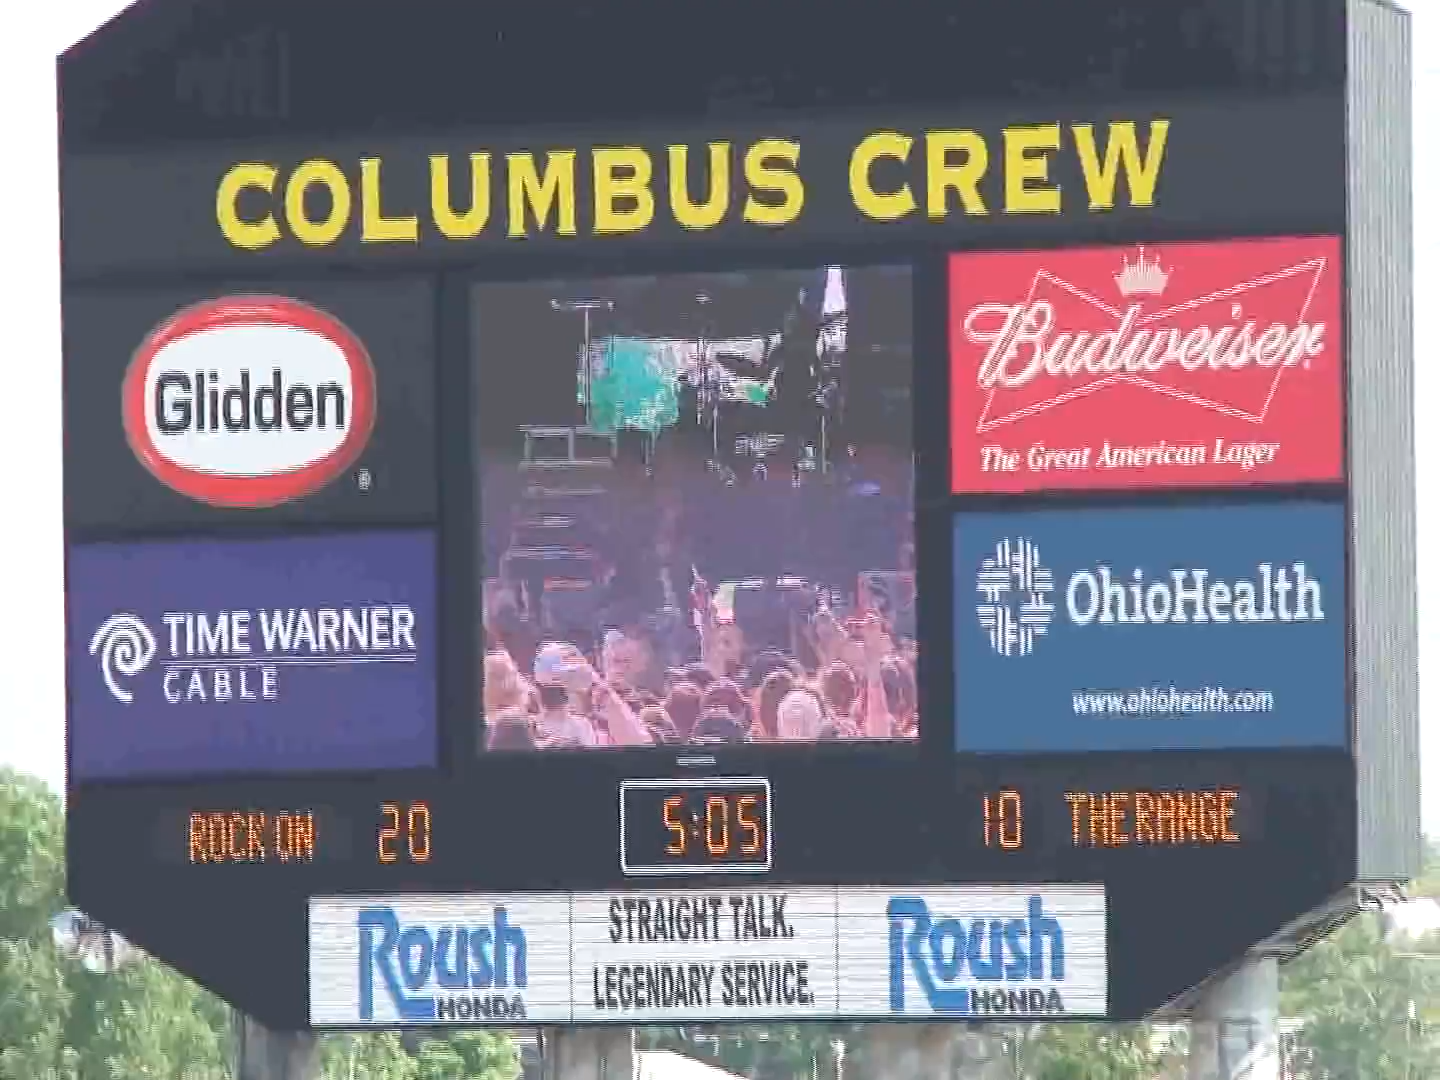 COLUMBUS CREW
Glidden
®
Budweiser
The Great American Lager
TIME WARNER
CABLE
OhioHealth
www.ohiohealth.com
ROCK ON 20 5:05 10 THE RANGE
Roush
HONDA
STRAIGHT TALK.
LEGENDARY SERVICE.
Roush
HONDA